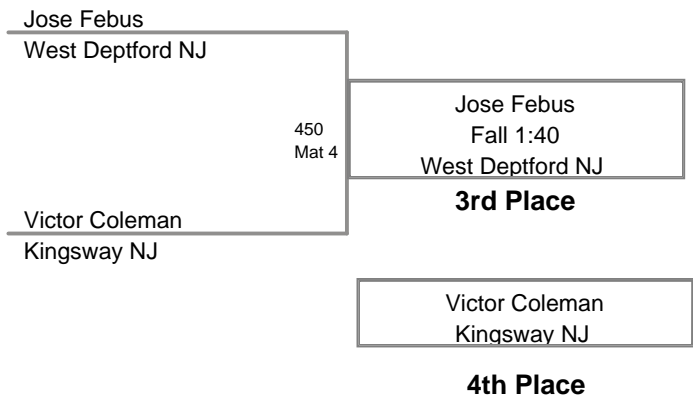 Jose Febus
West Deptford NJ
450
Mat 4
Jose Febus
Fall 1:40
West Deptford NJ
3rd Place
Victor Coleman
Kingsway NJ
Victor Coleman
Kingsway NJ
4th Place